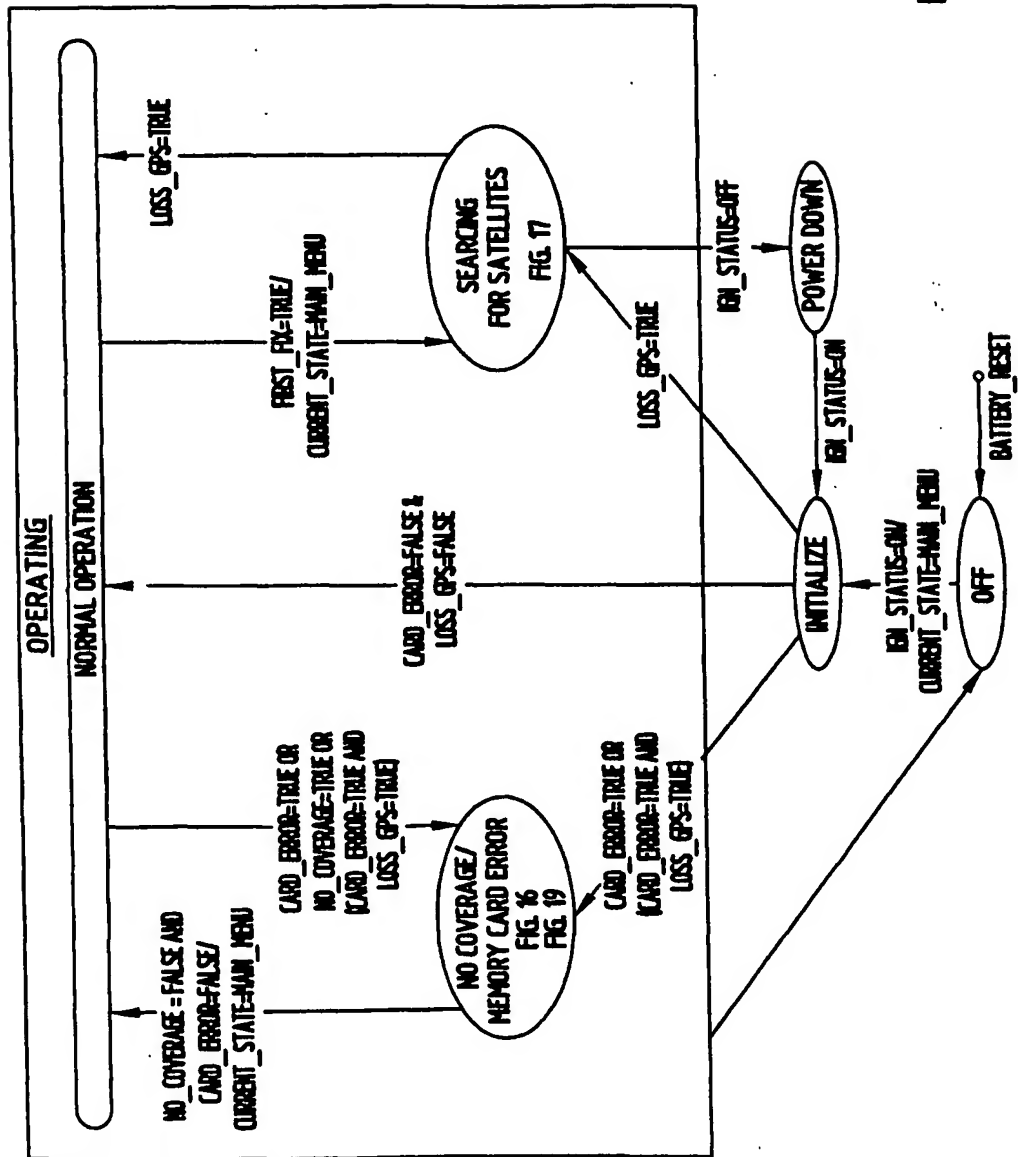 OPERATING
NORMAL OPERATION
NO_COVERAGE = FALSE AND
CARD_ERROR=FALSE/
CURRENT_STATE=MAIN_MENU
CARD_ERROR=TRUE OR
NO_COVERAGE=TRUE OR
(CARD_ERROR=TRUE AND
LOSS_GPS=TRUE)
CARD_ERROR=FALSE &
LOSS_GPS=FALSE
FIRST_FIX=TRUE/
CURRENT_STATE=MAIN_MENU
LOSS_GPS=TRUE
NO COVERAGE/
MEMORY CARD ERROR
FIG. 16
FIG. 19
SEARCING
FOR SATELLITES
FIG. 17
CARD_ERROR=TRUE OR
(CARD_ERROR=TRUE AND
LOSS_GPS=TRUE)
LOSS_GPS=TRUE
IGN_STATUS=OFF
INITIALIZE
IGN_STATUS=ON
POWER DOWN
IGN_STATUS=ON/
CURRENT_STATE=MAIN_MENU
OFF
BATTERY_RESET